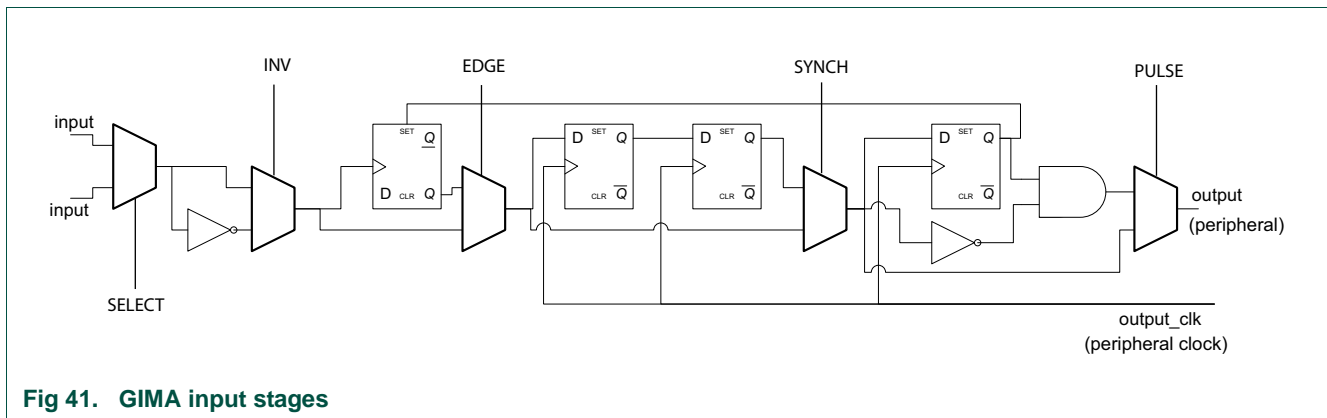 INV
EDGE
SYNCH
PULSE
input
input
SELECT
SET
Q
Q
D
CLR
Q
D
SET
Q
CLR
Q
D
SET
Q
CLR
Q
D
SET
Q
CLR
Q
output
(peripheral)
output_clk
(peripheral clock)
Fig 41. GIMA input stages